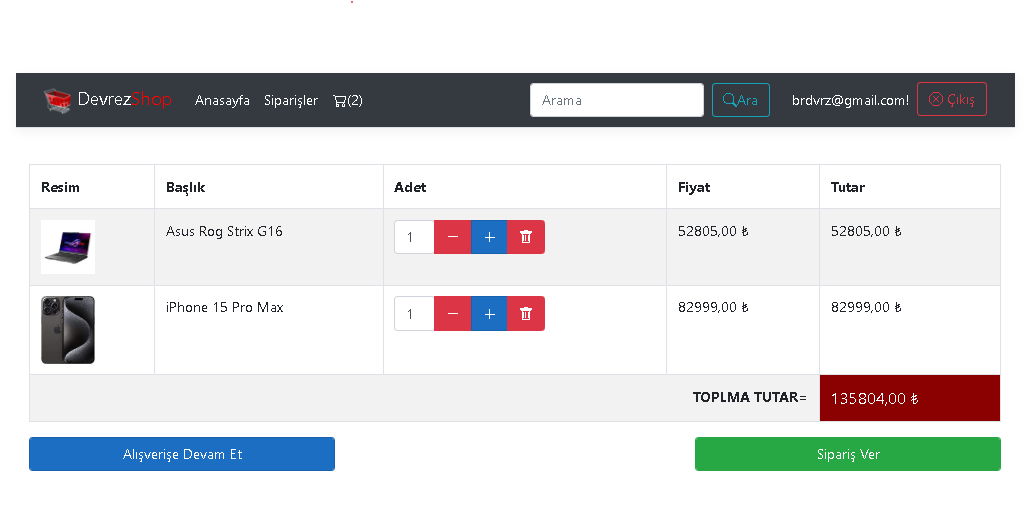 DevrezShop Anasayfa Siparişler (2) Arama Ara brdvrz@gmail.com! Çıkış
Resim Başlık Adet Fiyat Tutar
Asus Rog Strix G16 1 − + 52805,00 ₺ 52805,00 ₺
iPhone 15 Pro Max 1 − + 82999,00 ₺ 82999,00 ₺
TOPLMA TUTAR= 135804,00 ₺
Alışverişe Devam Et Sipariş Ver